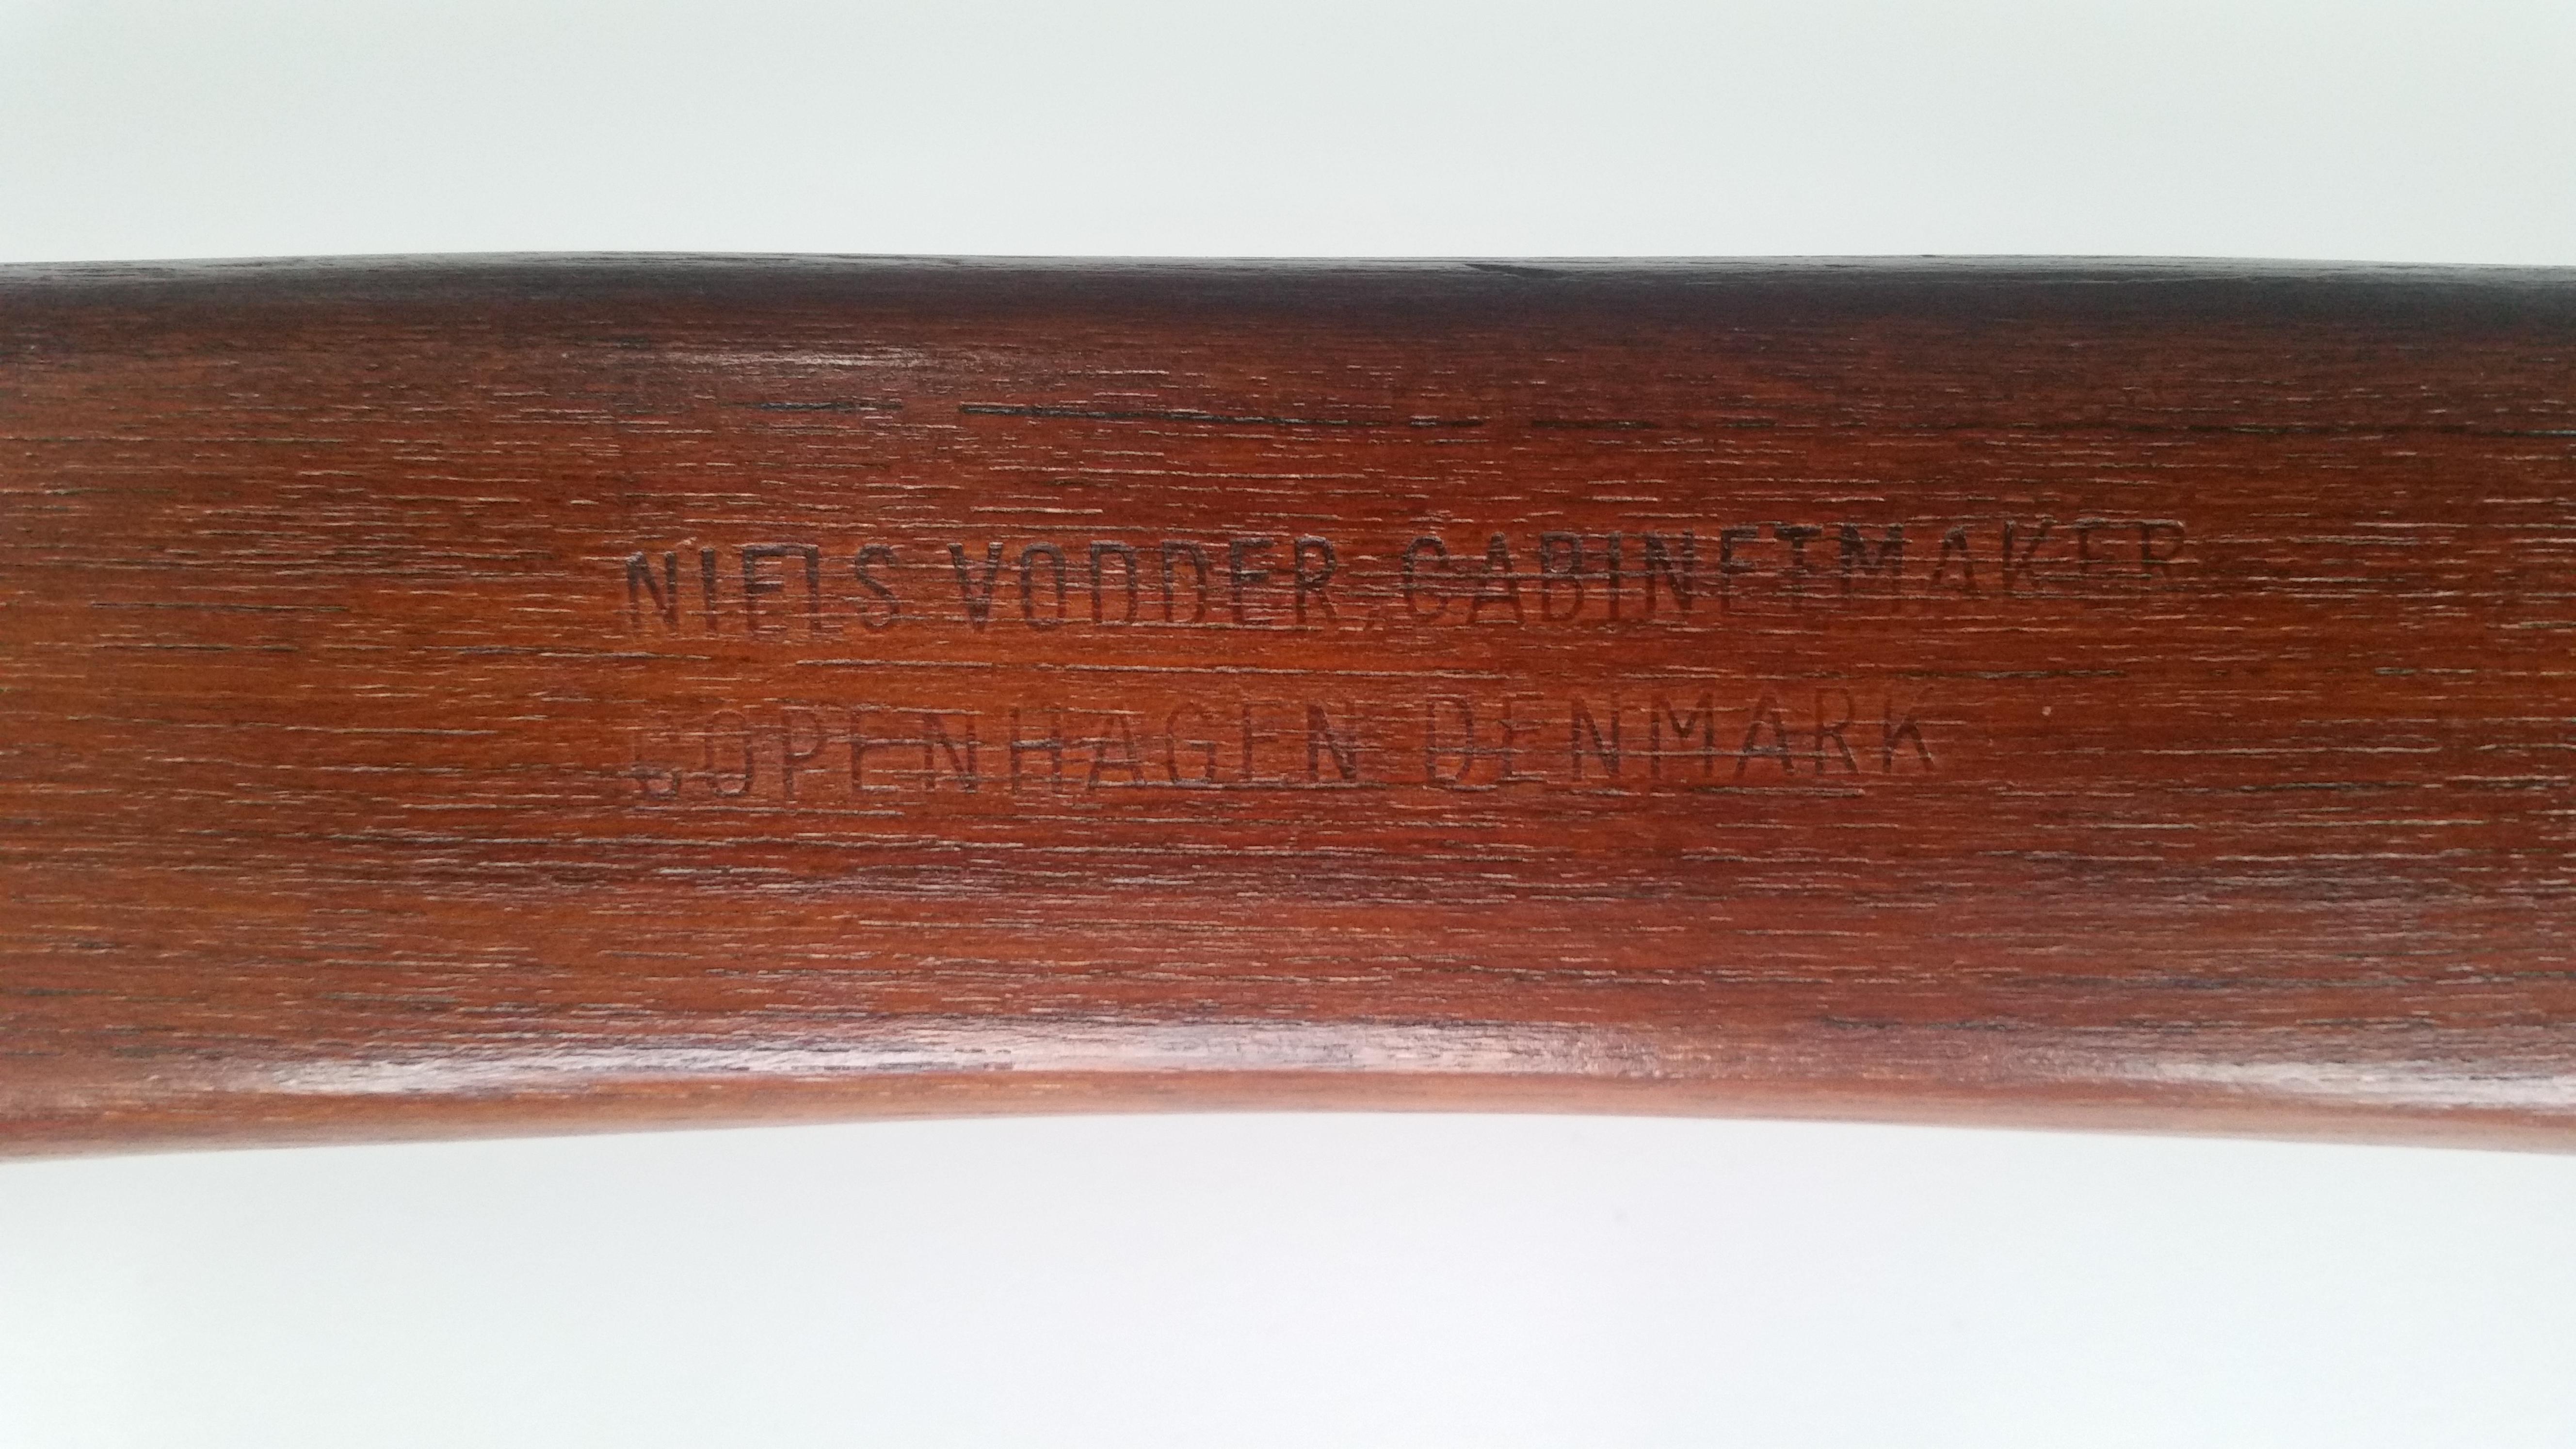 NIELS VODDER, CABINETMAKER
COPENHAGEN DENMARK